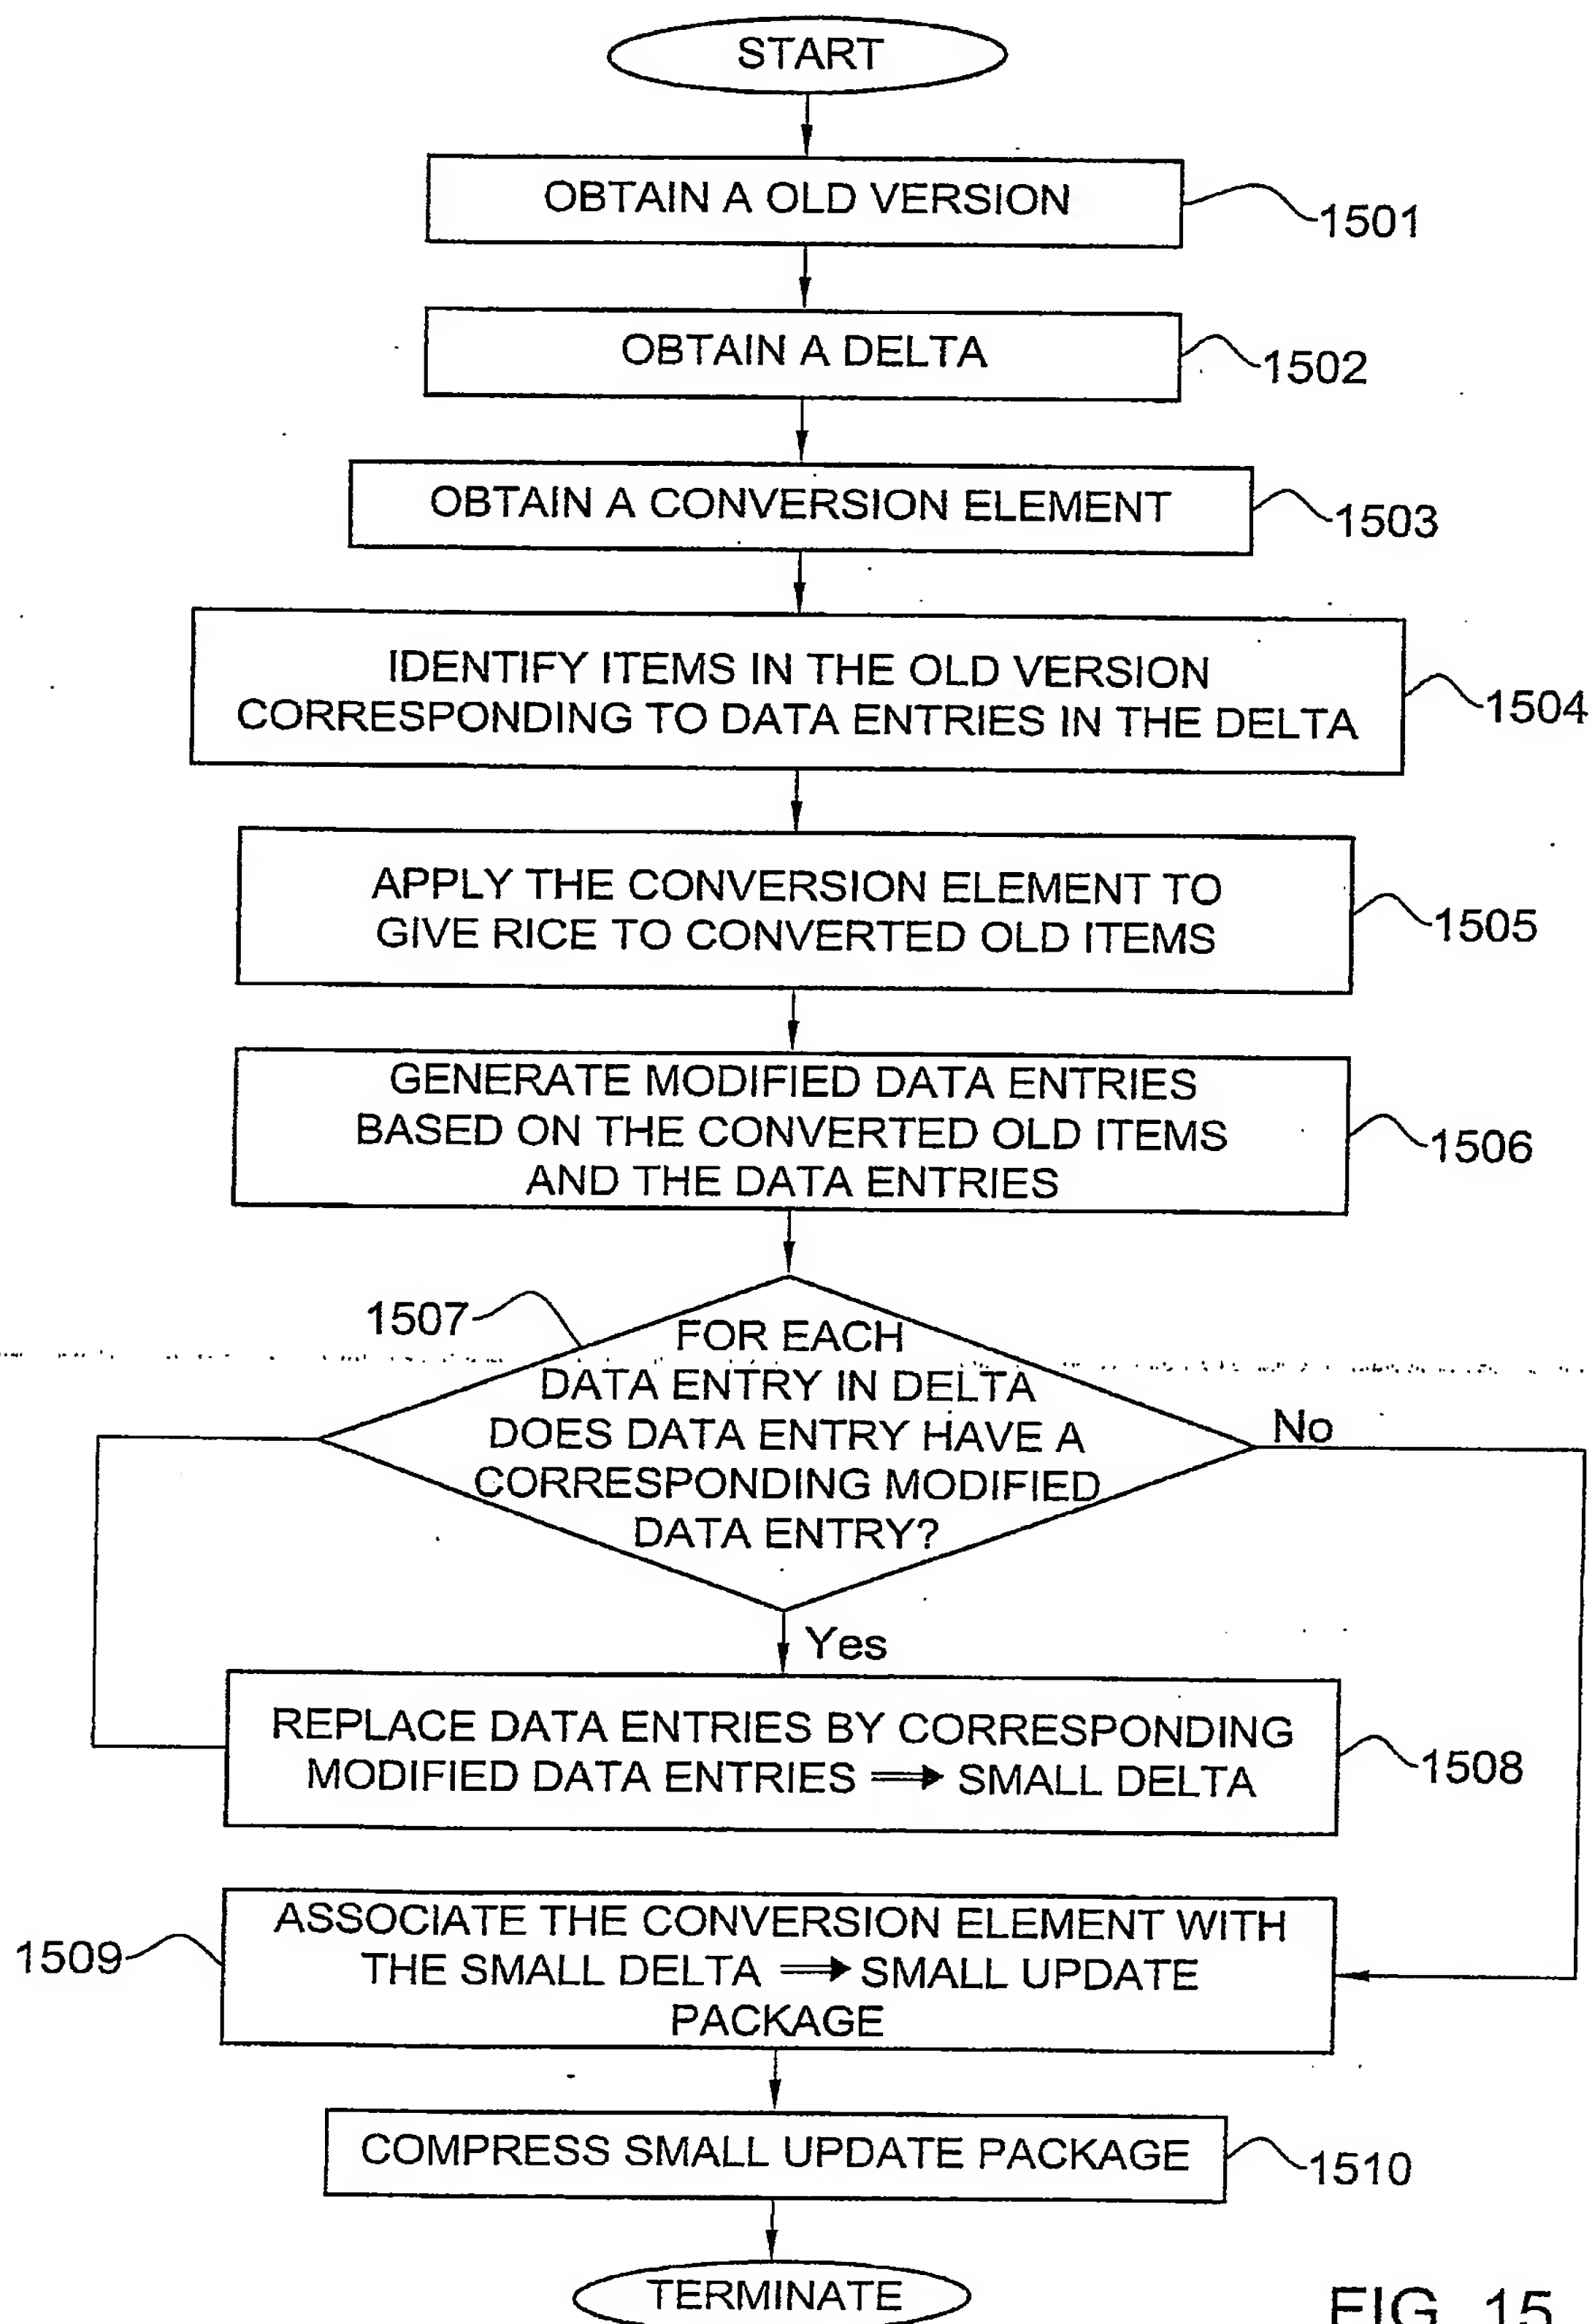 START
OBTAIN A OLD VERSION
1501
OBTAIN A DELTA
1502
OBTAIN A CONVERSION ELEMENT
1503
IDENTIFY ITEMS IN THE OLD VERSION
CORRESPONDING TO DATA ENTRIES IN THE DELTA
1504
APPLY THE CONVERSION ELEMENT TO
GIVE RICE TO CONVERTED OLD ITEMS
1505
GENERATE MODIFIED DATA ENTRIES
BASED ON THE CONVERTED OLD ITEMS
AND THE DATA ENTRIES
1506
1507
FOR EACH
DATA ENTRY IN DELTA
DOES DATA ENTRY HAVE A
CORRESPONDING MODIFIED
DATA ENTRY?
No
Yes
REPLACE DATA ENTRIES BY CORRESPONDING
MODIFIED DATA ENTRIES ⇒ SMALL DELTA
1508
ASSOCIATE THE CONVERSION ELEMENT WITH
THE SMALL DELTA ⇒ SMALL UPDATE
PACKAGE
1509
COMPRESS SMALL UPDATE PACKAGE
1510
TERMINATE
FIG. 15